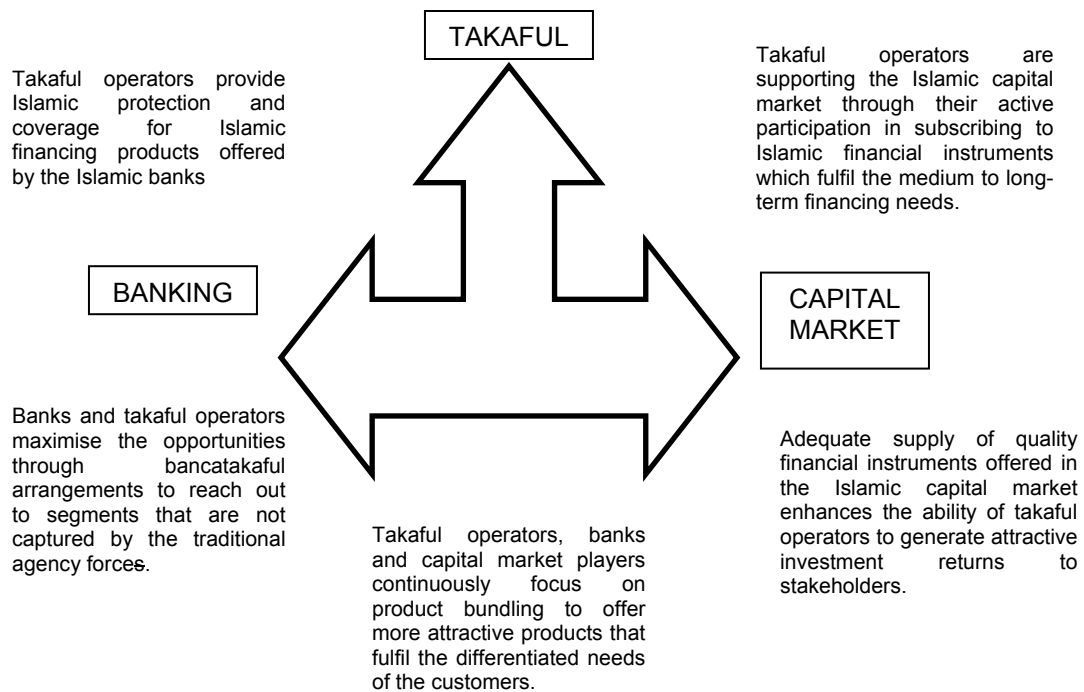 TAKAFUL
Takaful operators provide
Islamic protection and
coverage for Islamic
financing products offered
by the Islamic banks
Takaful operators are
supporting the Islamic capital
market through their active
participation in subscribing to
Islamic financial instruments
which fulfil the medium to long-
term financing needs.
BANKING
CAPITAL
MARKET
Banks and takaful operators
maximise the opportunities
through bancatakaful
arrangements to reach out
to segments that are not
captured by the traditional
agency forces.
Takaful operators, banks
and capital market players
continuously focus on
product bundling to offer
more attractive products that
fulfil the differentiated needs
of the customers.
Adequate supply of quality
financial instruments offered in
the Islamic capital market
enhances the ability of takaful
operators to generate attractive
investment returns to
stakeholders.